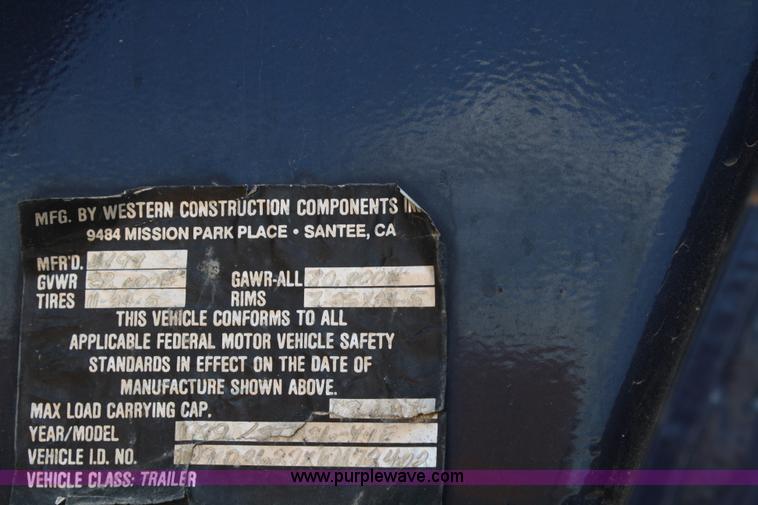 MFG. BY WESTERN CONSTRUCTION COMPONENTS
9484 MISSION PARK PLACE • SANTEE, CA
MFR'D.
GVWR GAWR-ALL
TIRES RIMS
THIS VEHICLE CONFORMS TO ALL
APPLICABLE FEDERAL MOTOR VEHICLE SAFETY
STANDARDS IN EFFECT ON THE DATE OF
MANUFACTURE SHOWN ABOVE.
MAX LOAD CARRYING CAP.
YEAR/MODEL
VEHICLE I.D. NO.
VEHICLE CLASS: TRAILER
www.purplewave.com